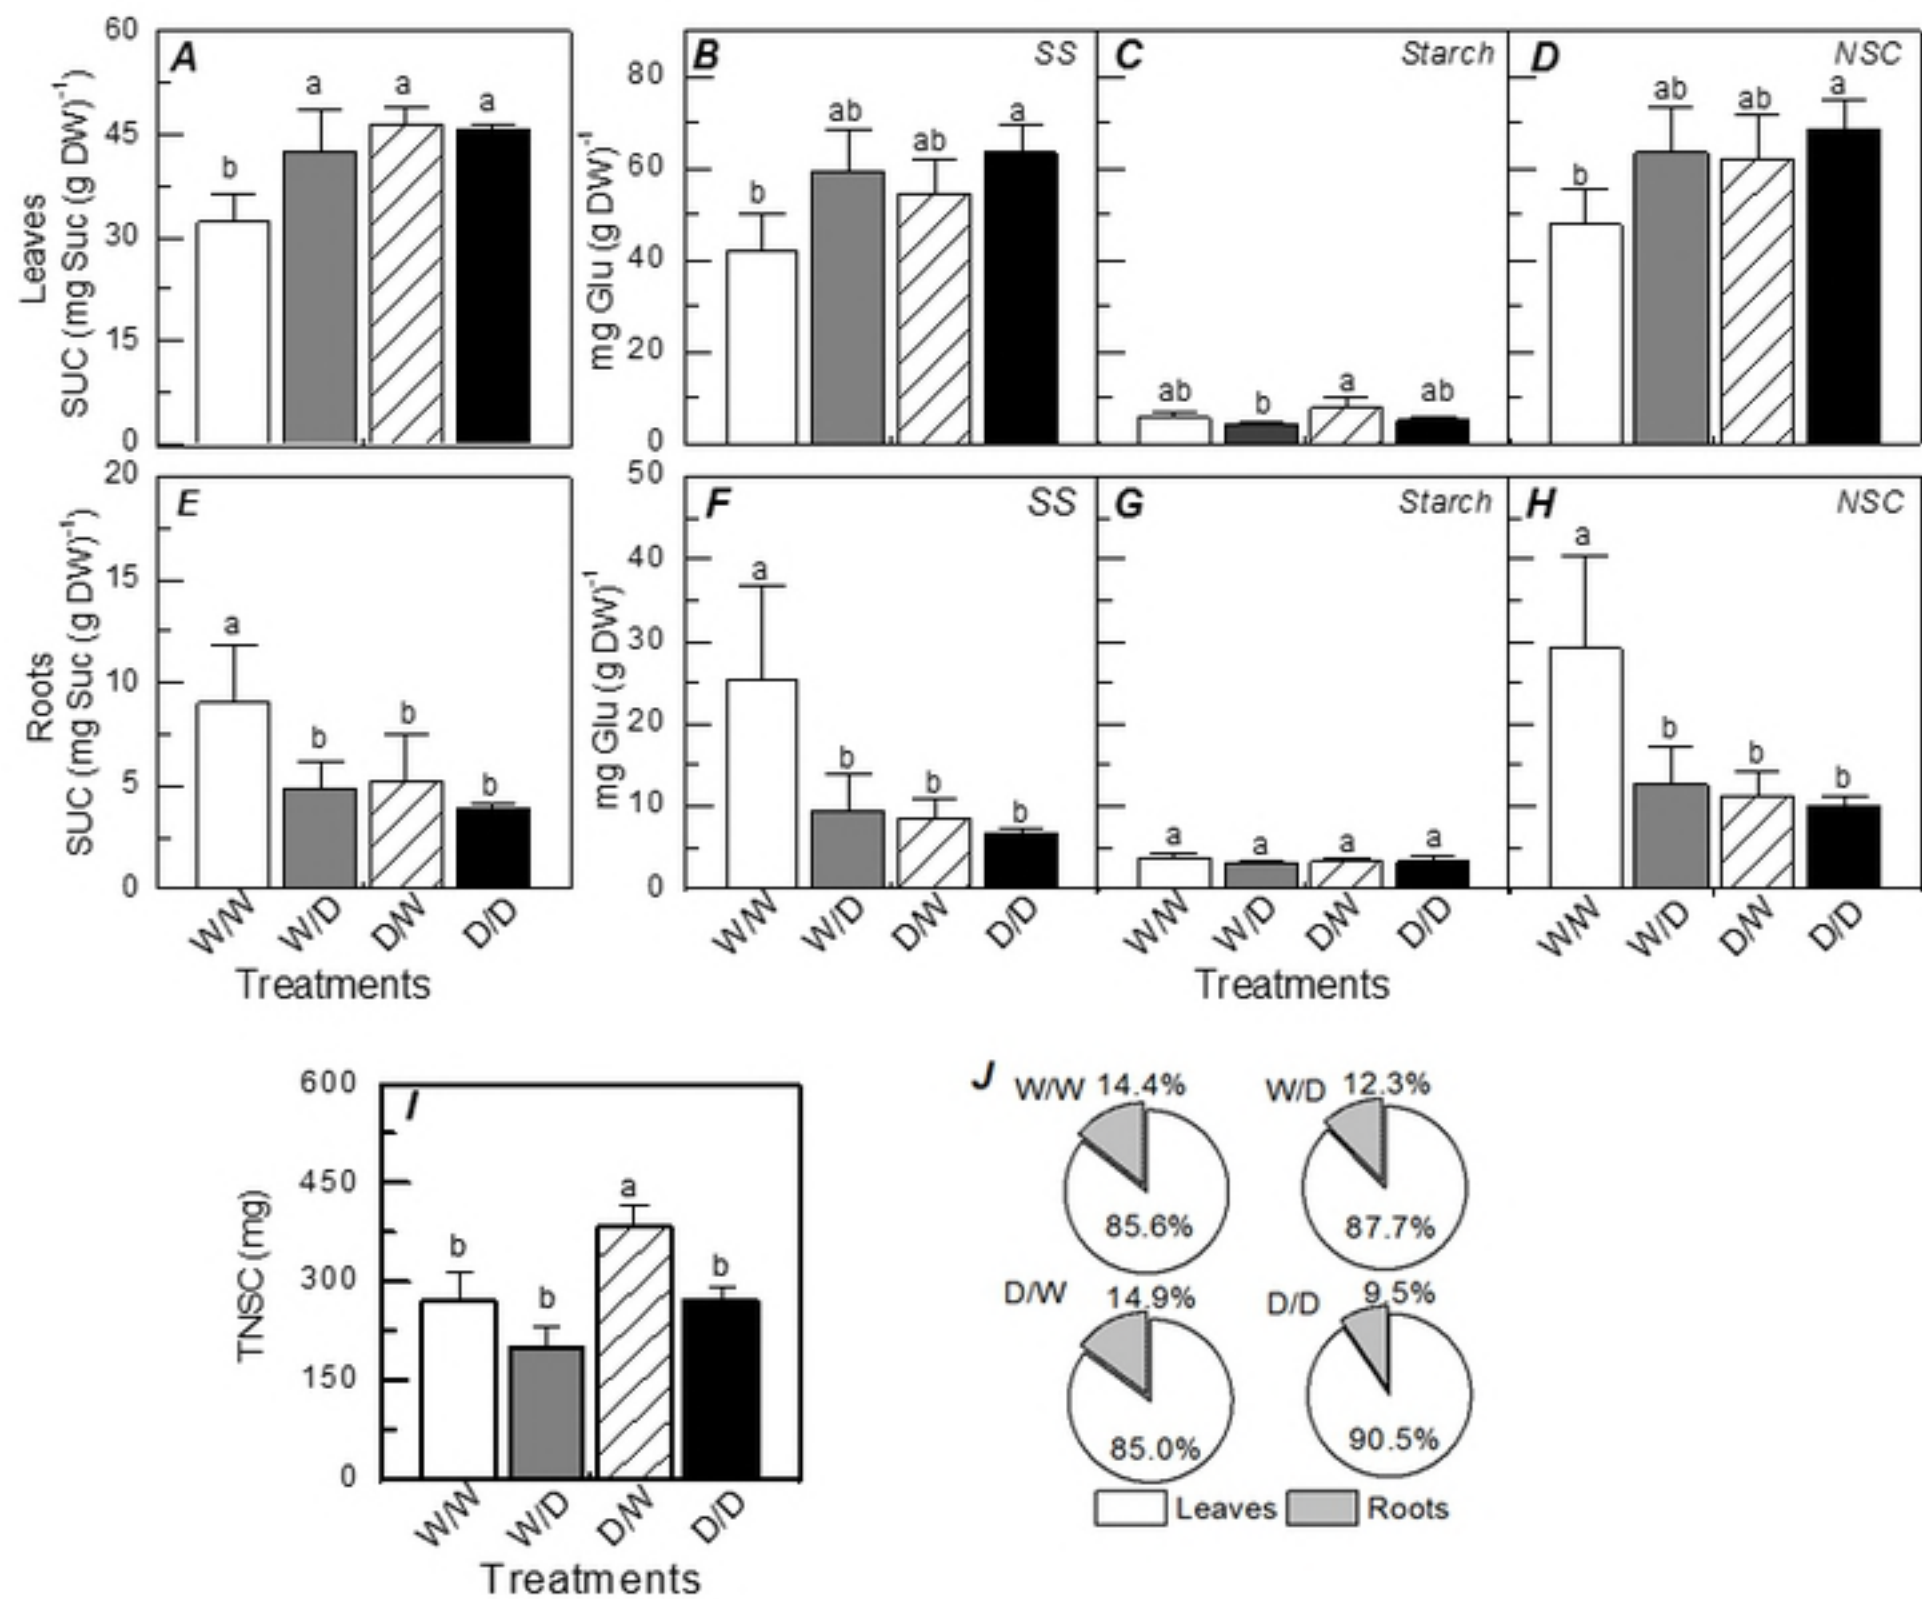 A
B SS
C Starch
D NSC
Leaves
SUC (mg Suc (g DW)⁻¹)
60
45
30
15
0
b a a a
mg Glu (g DW)⁻¹
80
60
40
20
0
b ab ab a
ab b a ab
b ab ab a
E
F SS
G Starch
H NSC
Roots
SUC (mg Suc (g DW)⁻¹)
20
15
10
5
0
a b b b
mg Glu (g DW)⁻¹
50
40
30
20
10
0
a b b b
a a a a
a b b b
W/W W/D D/W D/D
W/W W/D D/W D/D
W/W W/D D/W D/D
W/W W/D D/W D/D
Treatments
Treatments
I
TNSC (mg)
600
450
300
150
0
b b a b
W/W W/D D/W D/D
Treatments
J
W/W 14.4%
85.6%
W/D 12.3%
87.7%
D/W 14.9%
85.0%
D/D 9.5%
90.5%
Leaves Roots